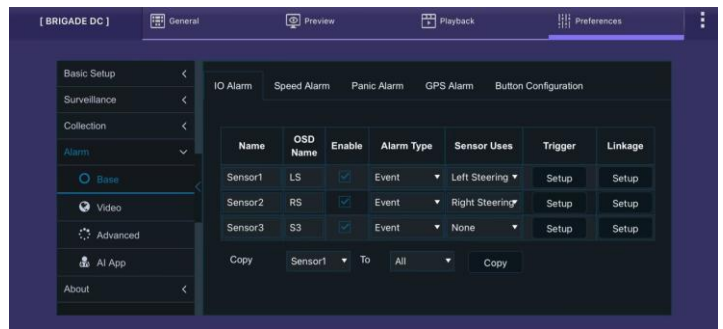 [ BRIGADE DC ] General Preview Playback Preferences
Basic Setup
Surveillance
Collection
Alarm
Base
Video
Advanced
AI App
About
IO Alarm Speed Alarm Panic Alarm GPS Alarm Button Configuration
Name OSD Name Enable Alarm Type Sensor Uses Trigger Linkage
Sensor1 LS Event Left Steering Setup Setup
Sensor2 RS Event Right Steering Setup Setup
Sensor3 S3 Event None Setup Setup
Copy Sensor1 To All Copy